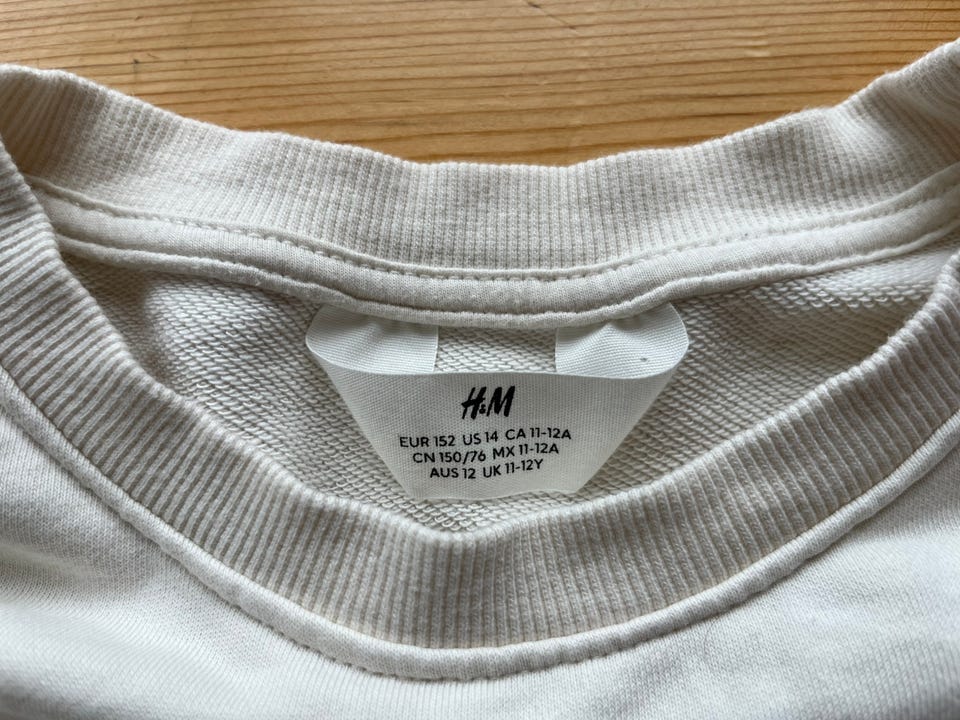 H&M
EUR 152 US 14 CA 11-12A
CN 150/76 MX 11-12A
AUS 12 UK 11-12Y